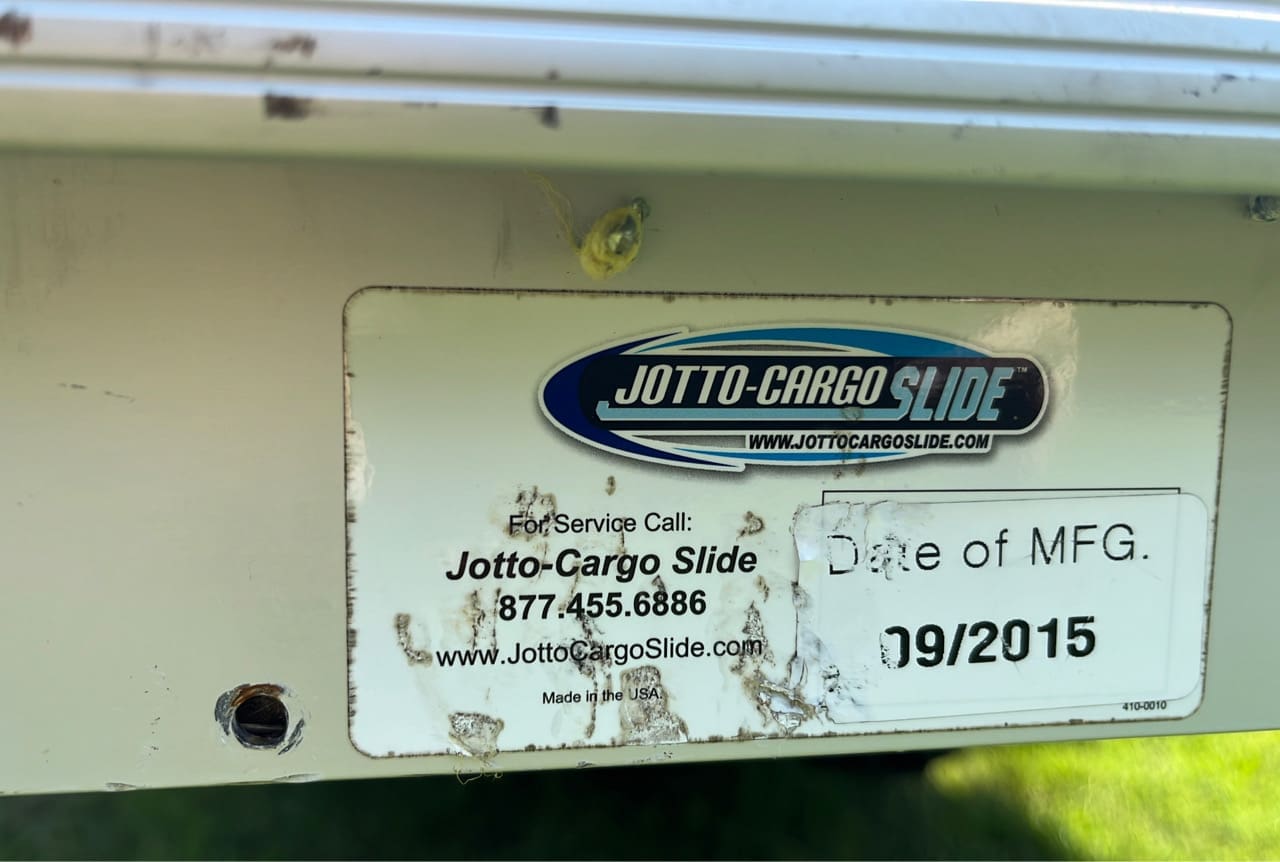 JOTTO-CARGO SLIDE™
WWW.JOTTOCARGOSLIDE.COM
For Service Call:
Jotto-Cargo Slide
877.455.6886
www.JottoCargoSlide.com
Made in the USA.
Date of MFG.
09/2015
410-0010